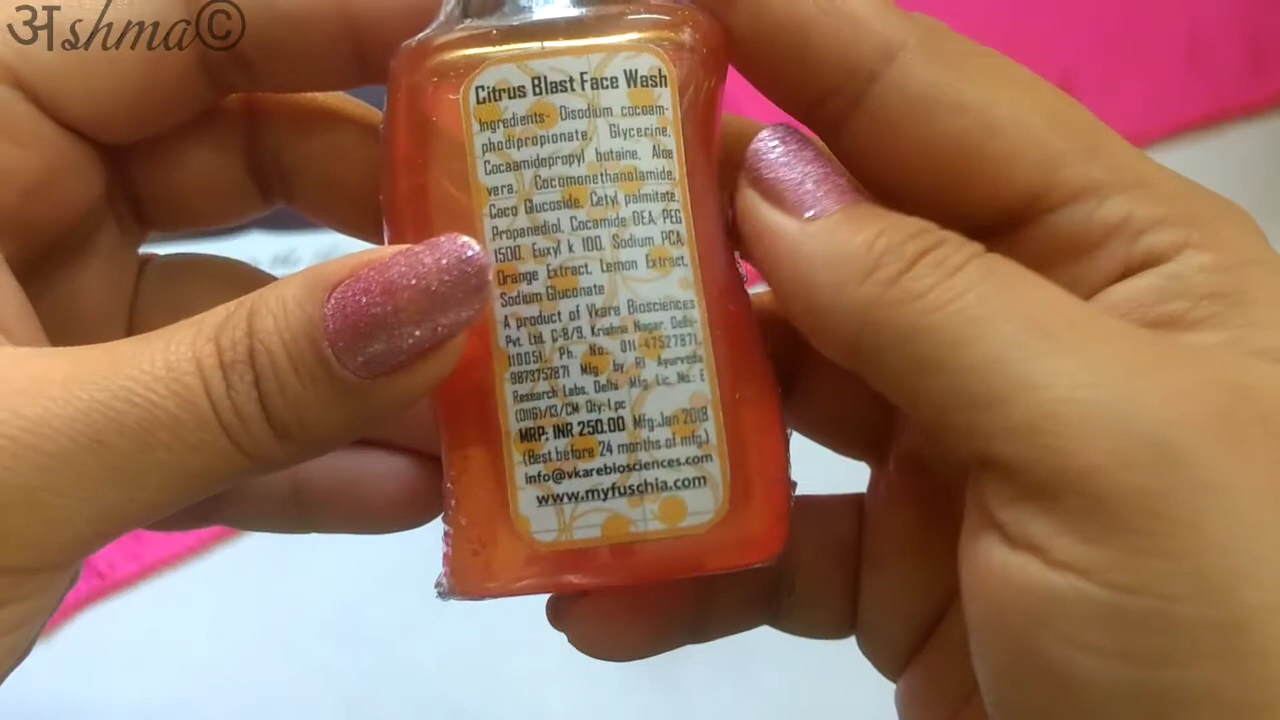 अshma©
Citrus Blast Face Wash
Ingredients- Disodium cocoam-
phodipropionate, Glycerine,
Cocaamidopropyl butaine, Aloe
vera, Cocomonethanolamide,
Coco Glucoside, Cetyl palmitate,
Propanediol, Cocamide DEA, PEG
1500, Euxyl k 100, Sodium PCA,
Orange Extract, Lemon Extract,
Sodium Gluconate
A product of Vkare Biosciences
Pvt. Ltd. C-8/9, Krishna Nagar, Delhi-
110051. Ph. No.: 011-47527871,
9873757871 Mfg. by RJ Ayurveda
Research Labs, Delhi Mfg. Lic. No.: E
(0116)/13/CM Qty: 1 pc
MRP: INR 250.00 Mfg:Jan 2018
(Best before 24 months of mfg.)
info@vkarebiosciences.com
www.myfuschia.com